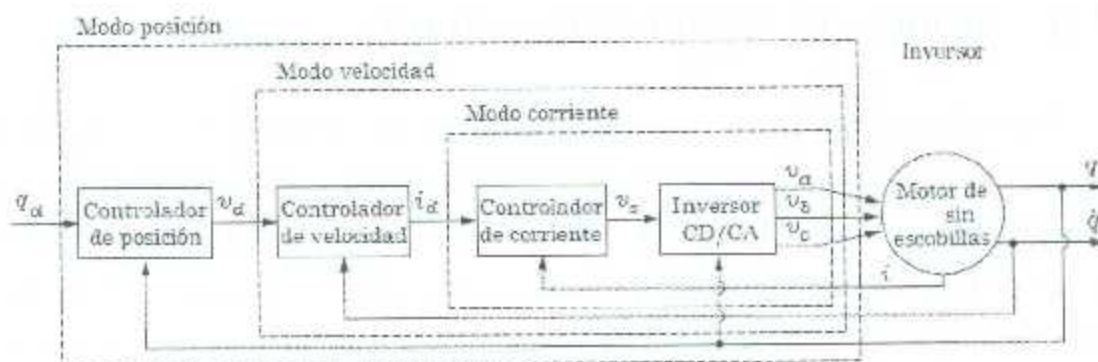 Modo posición
Inversor
Modo velocidad
Modo corriente
q_d
Controlador
de posición
v_d
Controlador
de velocidad
i_d
Controlador
de corriente
v_s
Inversor
CD/CA
v_a
v_b
v_c
Motor de
sin
escobillas
q
q̇
i